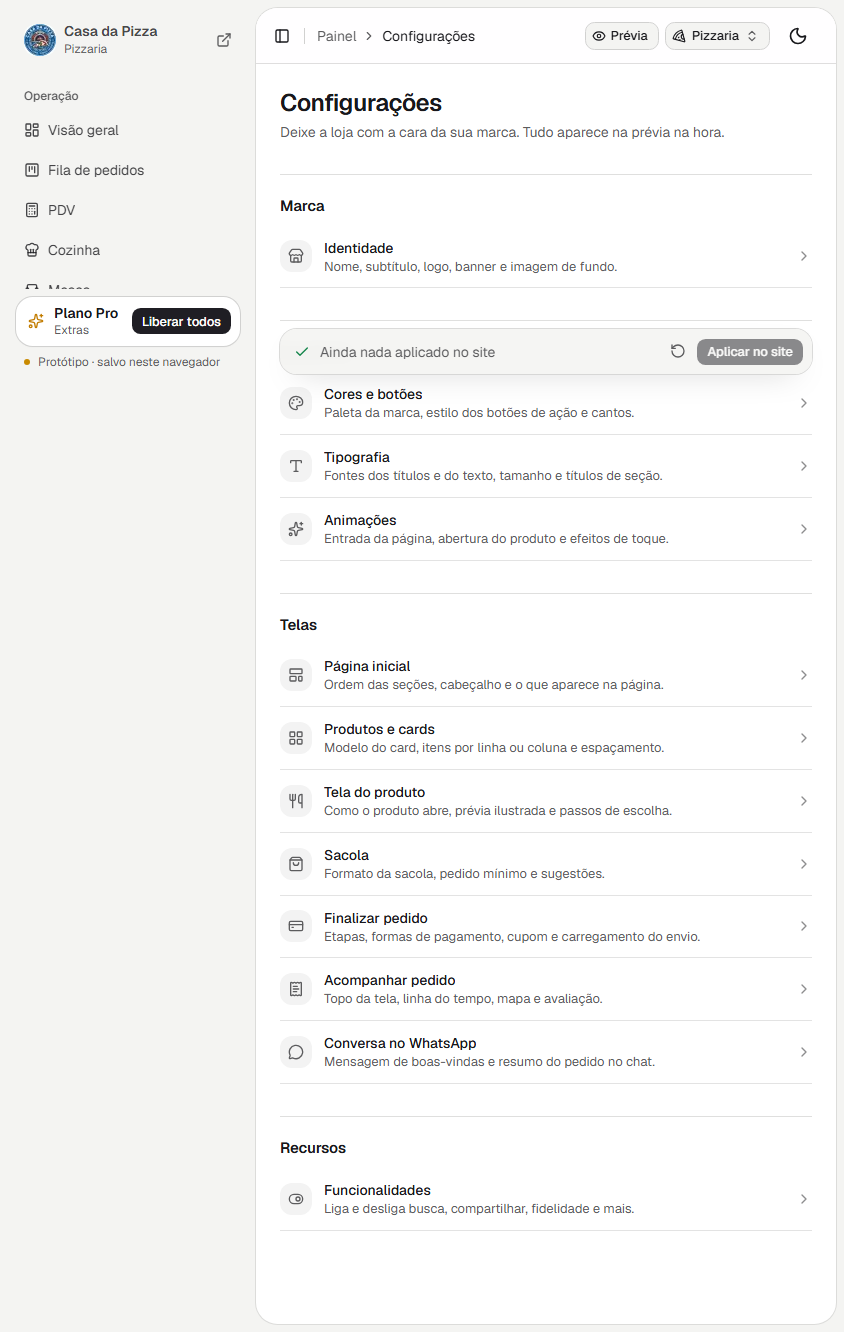 Casa da Pizza
Pizzaria
Operação
Visão geral
Fila de pedidos
PDV
Cozinha
Plano Pro
Extras
Liberar todos
Protótipo · salvo neste navegador
Painel > Configurações
Prévia
Pizzaria
Configurações
Deixe a loja com a cara da sua marca. Tudo aparece na prévia na hora.
Marca
Identidade
Nome, subtítulo, logo, banner e imagem de fundo.
Ainda nada aplicado no site
Aplicar no site
Cores e botões
Paleta da marca, estilo dos botões de ação e cantos.
Tipografia
Fontes dos títulos e do texto, tamanho e títulos de seção.
Animações
Entrada da página, abertura do produto e efeitos de toque.
Telas
Página inicial
Ordem das seções, cabeçalho e o que aparece na página.
Produtos e cards
Modelo do card, itens por linha ou coluna e espaçamento.
Tela do produto
Como o produto abre, prévia ilustrada e passos de escolha.
Sacola
Formato da sacola, pedido mínimo e sugestões.
Finalizar pedido
Etapas, formas de pagamento, cupom e carregamento do envio.
Acompanhar pedido
Topo da tela, linha do tempo, mapa e avaliação.
Conversa no WhatsApp
Mensagem de boas-vindas e resumo do pedido no chat.
Recursos
Funcionalidades
Liga e desliga busca, compartilhar, fidelidade e mais.